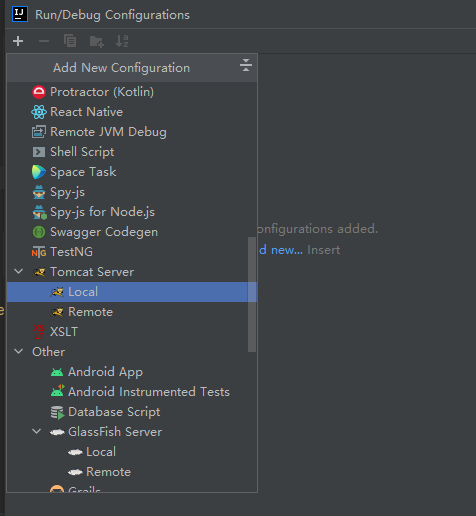 IJ Run/Debug Configurations
Add New Configuration
Protractor (Kotlin)
React Native
Remote JVM Debug
Shell Script
Space Task
Spy-js
Spy-js for Node.js
Swagger Codegen
onfigurations added.
TestNG
d new... Insert
Tomcat Server
Local
Remote
XSLT
Other
Android App
Android Instrumented Tests
Database Script
GlassFish Server
Local
Remote
Grails